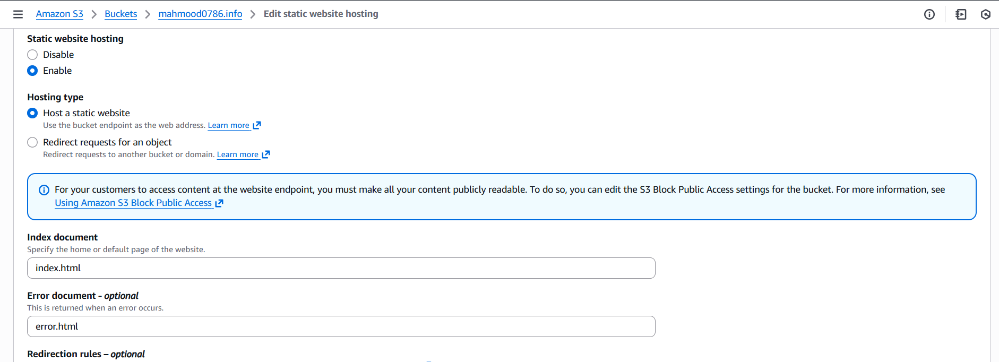 Amazon S3 > Buckets > mahmood0786.info > Edit static website hosting
Static website hosting
Disable
Enable
Hosting type
Host a static website
Use the bucket endpoint as the web address. Learn more
Redirect requests for an object
Redirect requests to another bucket or domain. Learn more
For your customers to access content at the website endpoint, you must make all your content publicly readable. To do so, you can edit the S3 Block Public Access settings for the bucket. For more information, see
Using Amazon S3 Block Public Access
Index document
Specify the home or default page of the website.
index.html
Error document - optional
This is returned when an error occurs.
error.html
Redirection rules – optional